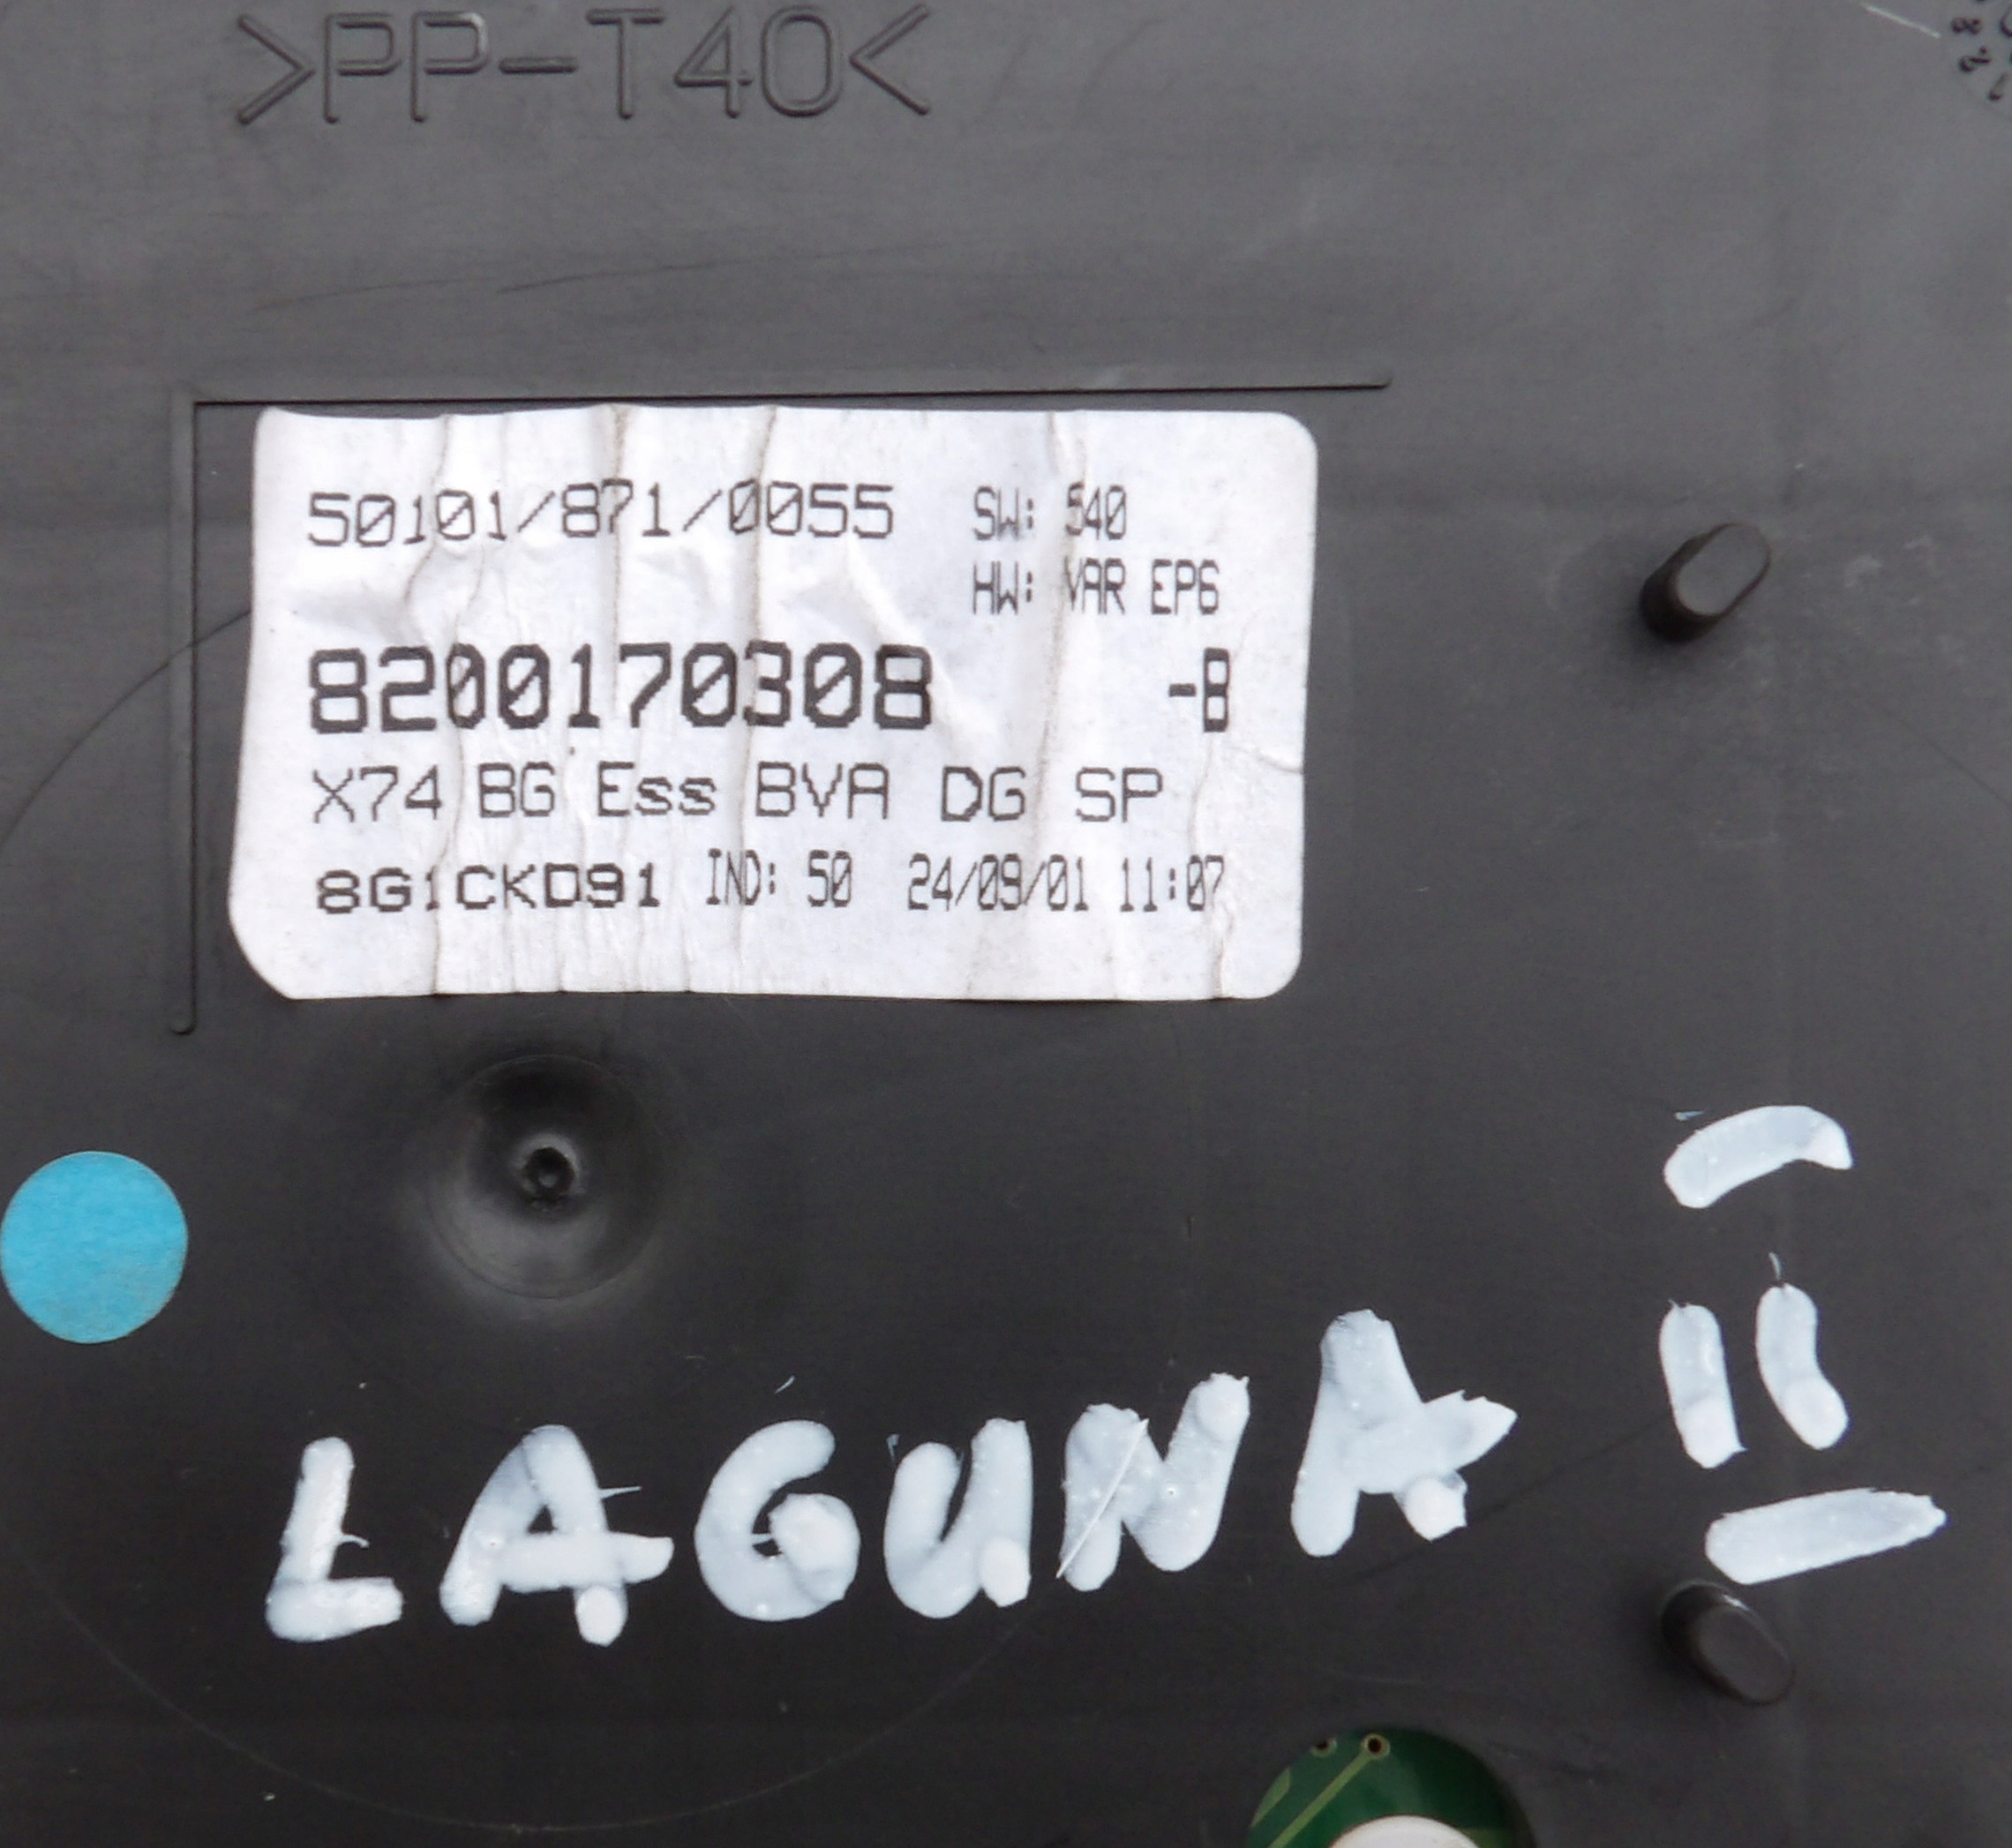 >PP-T40<
50101/871/0055 SW: 540
HW: VAR EP6
8200170308 -B
X74 BG Ess BVA DG SP
8G1CKD91 IND: 50 24/09/01 11:07
LAGUNA II